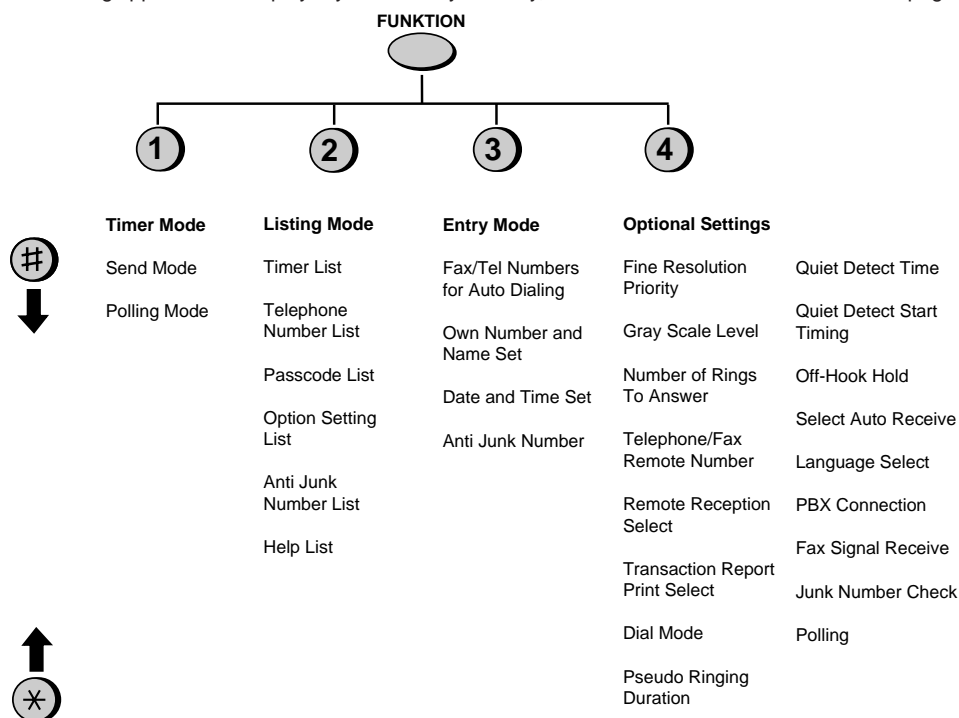 FUNKTION
1
2
3
4
#
Timer Mode
Send Mode
Polling Mode
Listing Mode
Timer List
Telephone
Number List
Passcode List
Option Setting
List
Anti Junk
Number List
Help List
Entry Mode
Fax/Tel Numbers
for Auto Dialing
Own Number and
Name Set
Date and Time Set
Anti Junk Number
Optional Settings
Fine Resolution
Priority
Gray Scale Level
Number of Rings
To Answer
Telephone/Fax
Remote Number
Remote Reception
Select
Transaction Report
Print Select
Dial Mode
Pseudo Ringing
Duration
Quiet Detect Time
Quiet Detect Start
Timing
Off-Hook Hold
Select Auto Receive
Language Select
PBX Connection
Fax Signal Receive
Junk Number Check
Polling
*